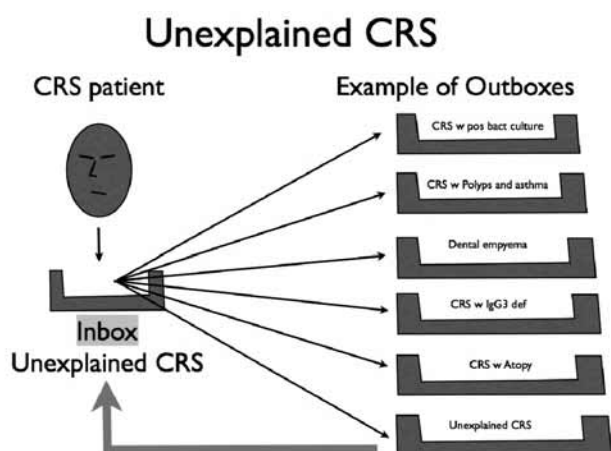 Unexplained CRS
CRS patient
Example of Outboxes
CRS w pos bact culture
CRS w Polyps and asthma
Dental empyema
CRS w IgG3 def
CRS w Atopy
Unexplained CRS
Inbox
Unexplained CRS